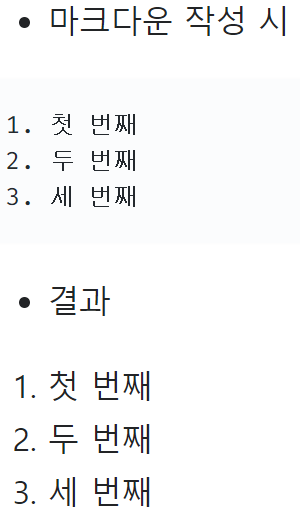 • 마크다운 작성 시
1. 첫 번째
2. 두 번째
3. 세 번째
• 결과
1. 첫 번째
2. 두 번째
3. 세 번째